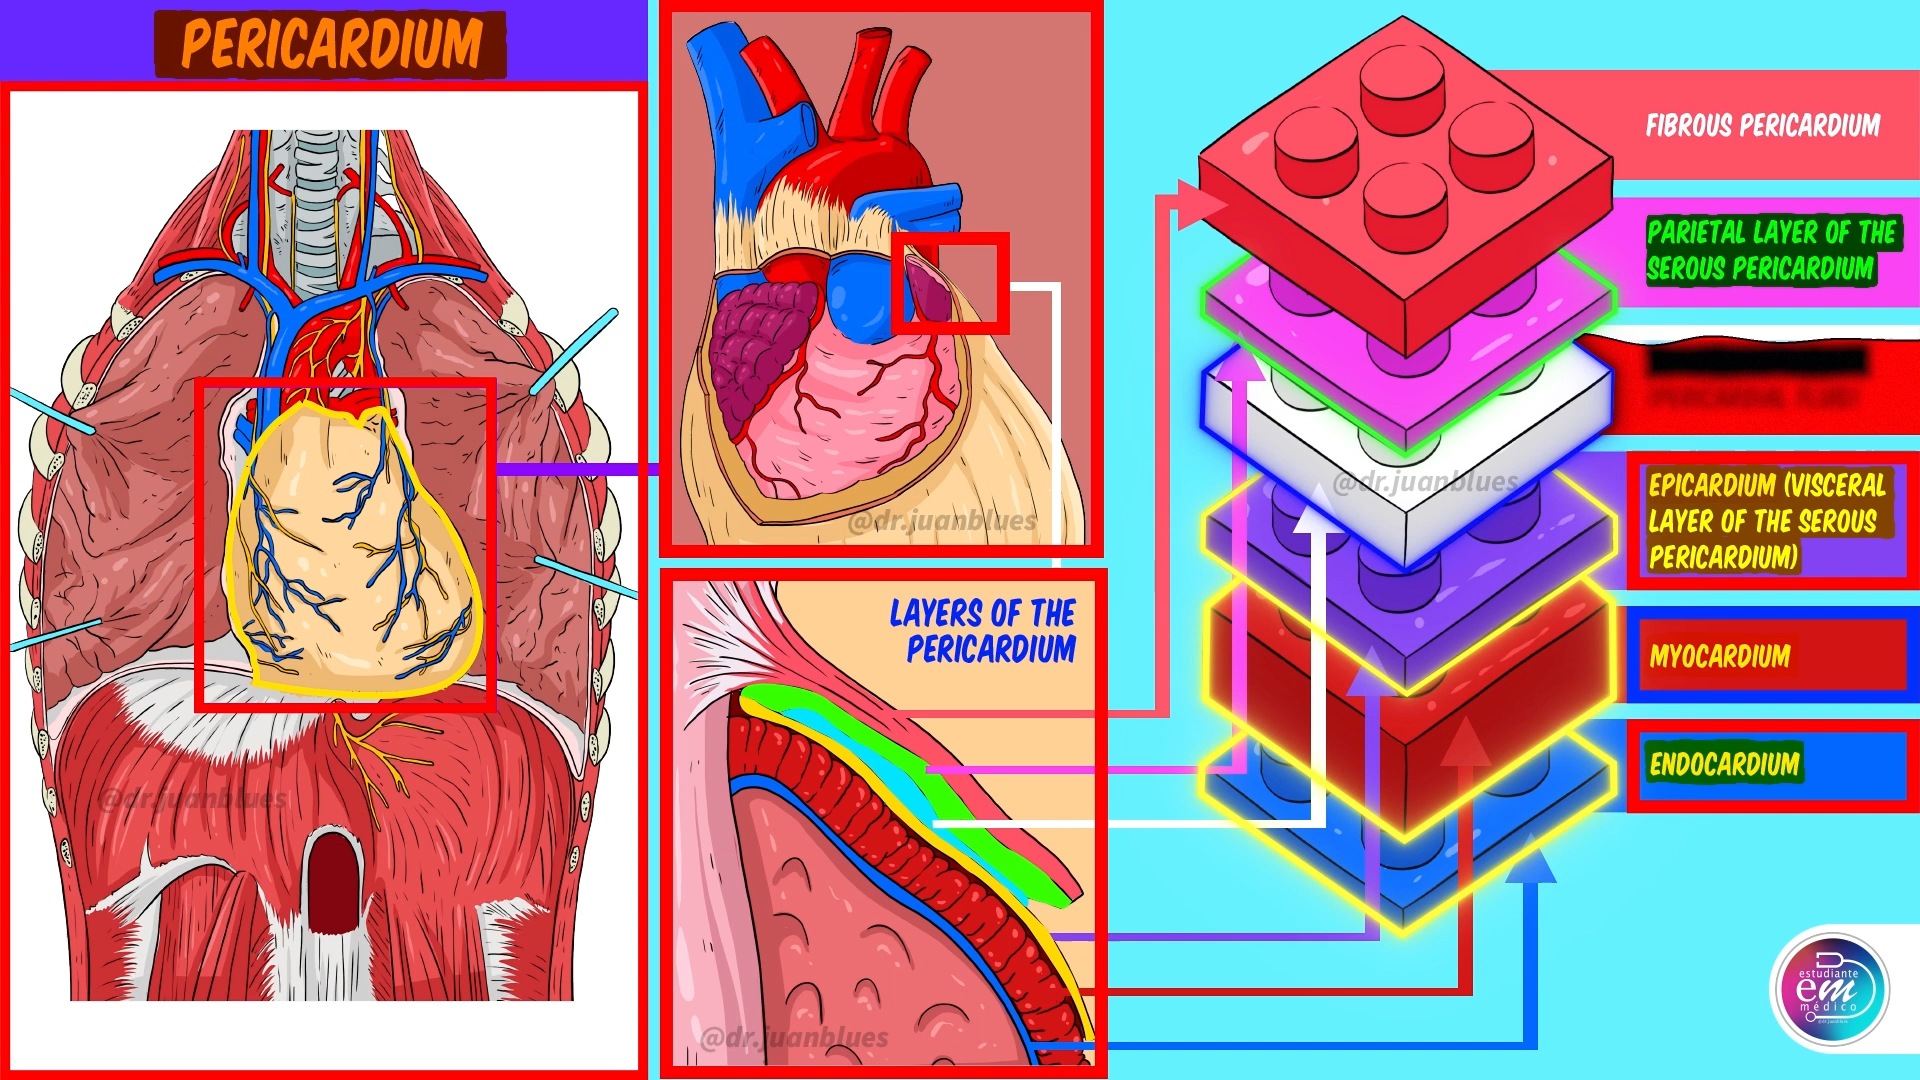 PERICARDIUM
@dr.juanblues
@dr.juanblues
LAYERS OF THE
PERICARDIUM
@dr.juanblues
@dr.juanblues
FIBROUS PERICARDIUM
PARIETAL LAYER OF THE
SEROUS PERICARDIUM
EPICARDIUM (VISCERAL
LAYER OF THE SEROUS
PERICARDIUM)
MYOCARDIUM
ENDOCARDIUM
estudiante
em
médico